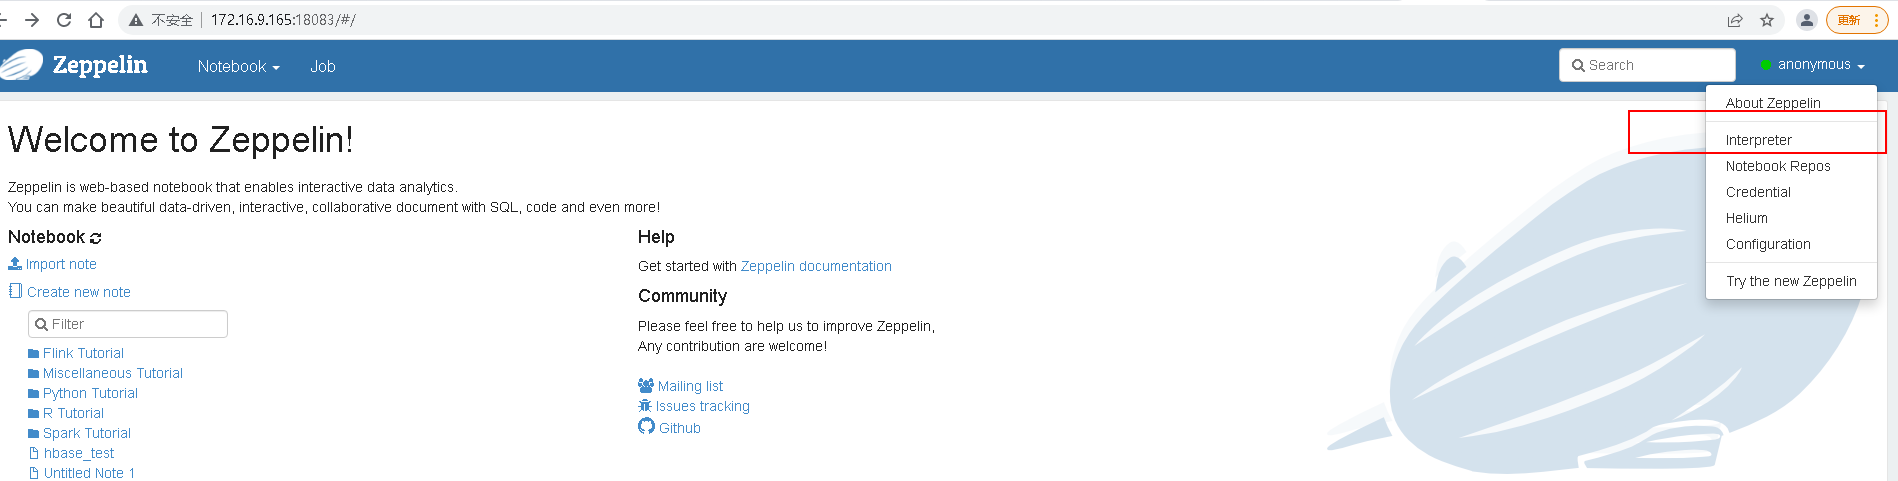 不安全 172.16.9.165:18083/#/ 更新
Zeppelin Notebook Job Search anonymous
About Zeppelin
Interpreter
Notebook Repos
Credential
Helium
Configuration
Try the new Zeppelin
Welcome to Zeppelin!
Zeppelin is web-based notebook that enables interactive data analytics.
You can make beautiful data-driven, interactive, collaborative document with SQL, code and even more!
Notebook
Import note
Create new note
Filter
Flink Tutorial
Miscellaneous Tutorial
Python Tutorial
R Tutorial
Spark Tutorial
hbase_test
Untitled Note 1
Help
Get started with Zeppelin documentation
Community
Please feel free to help us to improve Zeppelin,
Any contribution are welcome!
Mailing list
Issues tracking
Github